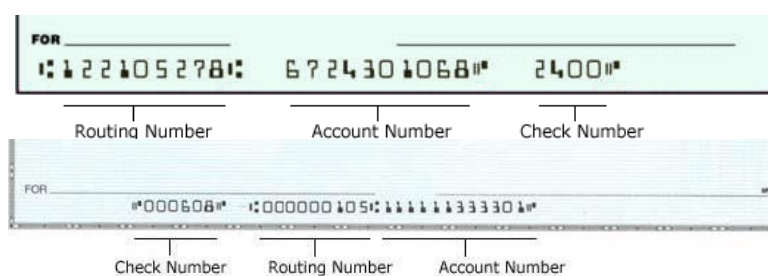 FOR
⑆122105278⑆ 6724301068⑈ 2400⑈
Routing Number Account Number Check Number
FOR
⑈000608⑈ ⑆000000105⑆11111133301⑈
Check Number Routing Number Account Number